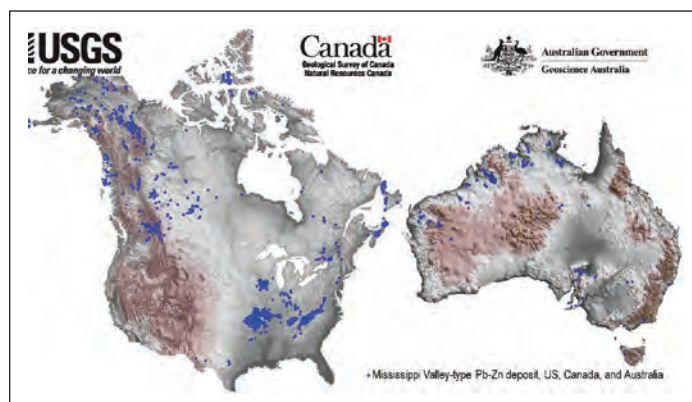 USGS
ce for a changing world
Canada
Geological Survey of Canada
Natural Resources Canada
Australian Government
Geoscience Australia
Mississippi Valley-type Pb-Zn deposit, US, Canada, and Australia